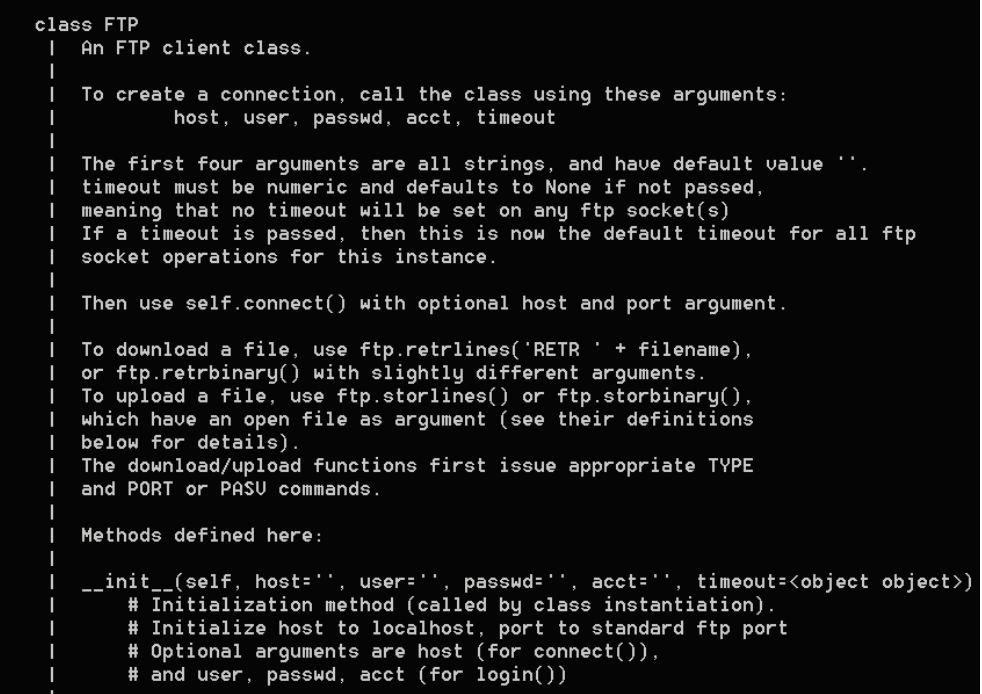 class FTP
 |  An FTP client class.
 |
 |  To create a connection, call the class using these arguments:
 |          host, user, passwd, acct, timeout
 |
 |  The first four arguments are all strings, and have default value ''.
 |  timeout must be numeric and defaults to None if not passed,
 |  meaning that no timeout will be set on any ftp socket(s)
 |  If a timeout is passed, then this is now the default timeout for all ftp
 |  socket operations for this instance.
 |
 |  Then use self.connect() with optional host and port argument.
 |
 |  To download a file, use ftp.retrlines('RETR ' + filename),
 |  or ftp.retrbinary() with slightly different arguments.
 |  To upload a file, use ftp.storlines() or ftp.storbinary(),
 |  which have an open file as argument (see their definitions
 |  below for details).
 |  The download/upload functions first issue appropriate TYPE
 |  and PORT or PASV commands.
 |
 |  Methods defined here:
 |
 |  __init__(self, host='', user='', passwd='', acct='', timeout=<object object>)
 |      # Initialization method (called by class instantiation).
 |      # Initialize host to localhost, port to standard ftp port
 |      # Optional arguments are host (for connect()),
 |      # and user, passwd, acct (for login())
 |